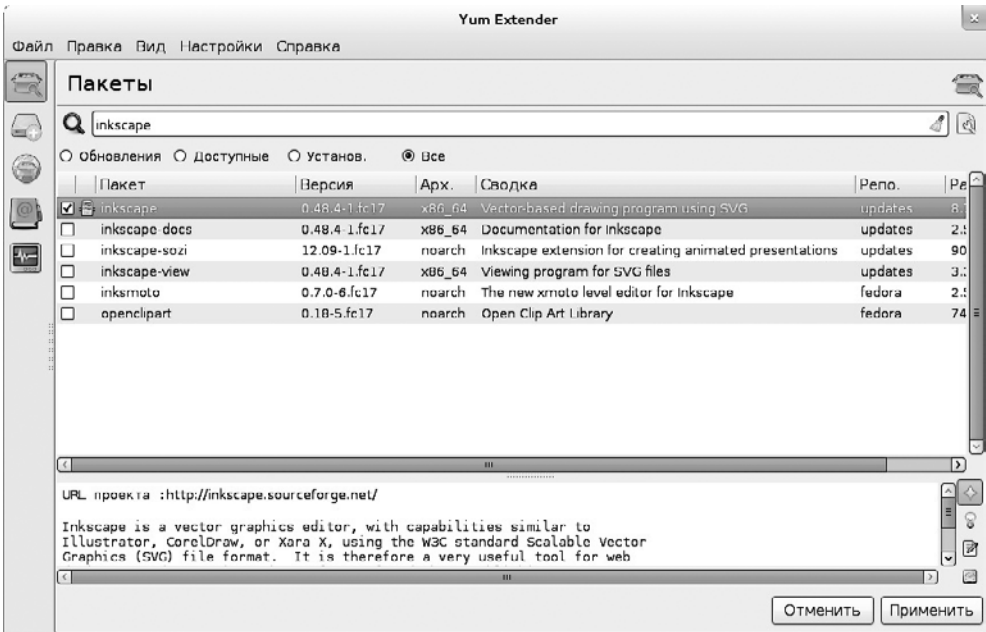 Yum Extender
Файл Правка Вид Настройки Справка
Пакеты
inkscape
Обновления Доступные Установ. Все
Пакет Версия Арх. Сводка Репо.
inkscape 0.48.4-1.fc17 x86_64 Vector-based drawing program using SVG updates
inkscape-docs 0.48.4-1.fc17 x86_64 Documentation for Inkscape updates
inkscape-sozi 12.09-1.fc17 noarch Inkscape extension for creating animated presentations updates 90
inkscape-view 0.48.4-1.fc17 x86_64 Viewing program for SVG files updates
inksmoto 0.7.0-6.fc17 noarch The new xmoto level editor for Inkscape fedora
openclipart 0.18-5.fc17 noarch Open Clip Art Library fedora 74
URL проекта :http://inkscape.sourceforge.net/
Inkscape is a vector graphics editor, with capabilities similar to
Illustrator, CorelDraw, or Xara X, using the W3C standard Scalable Vector
Graphics (SVG) file format. It is therefore a very useful tool for web
Отменить Применить